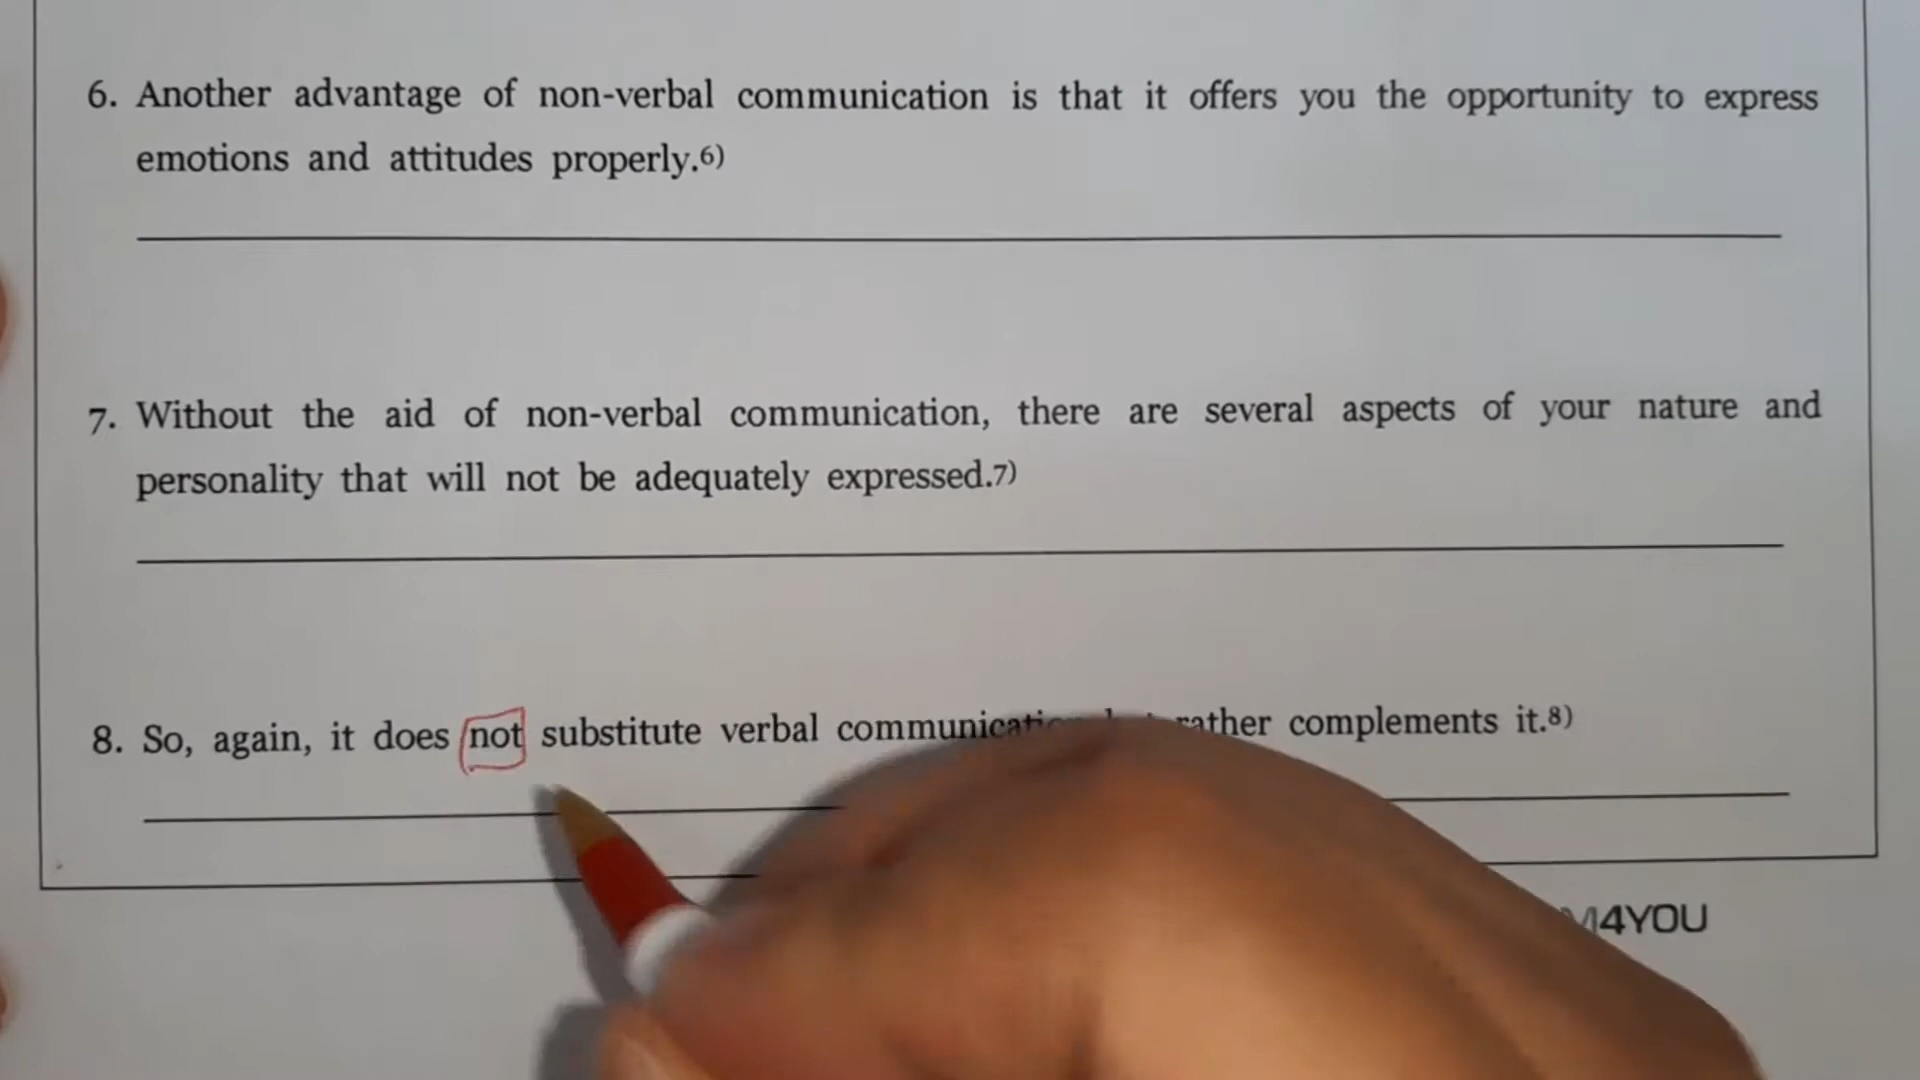 6. Another advantage of non-verbal communication is that it offers you the opportunity to express
emotions and attitudes properly.6)
7. Without the aid of non-verbal communication, there are several aspects of your nature and
personality that will not be adequately expressed.7)
8. So, again, it does not substitute verbal rather complements it.8)
4YOU